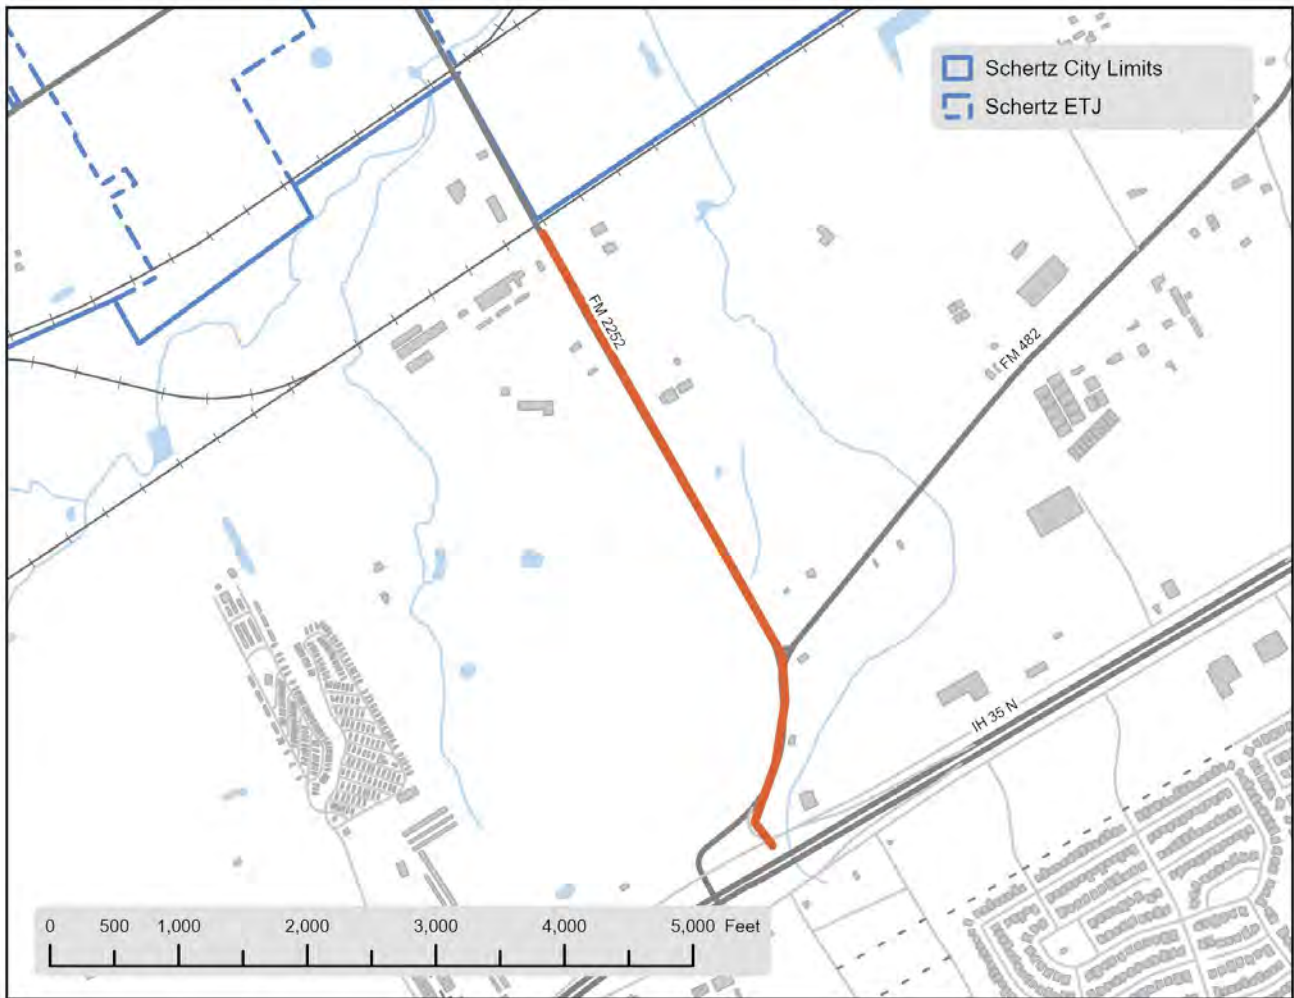 Schertz City Limits
Schertz ETJ
FM 2252
FM 482
IH 35 N
0 500 1,000 2,000 3,000 4,000 5,000 Feet